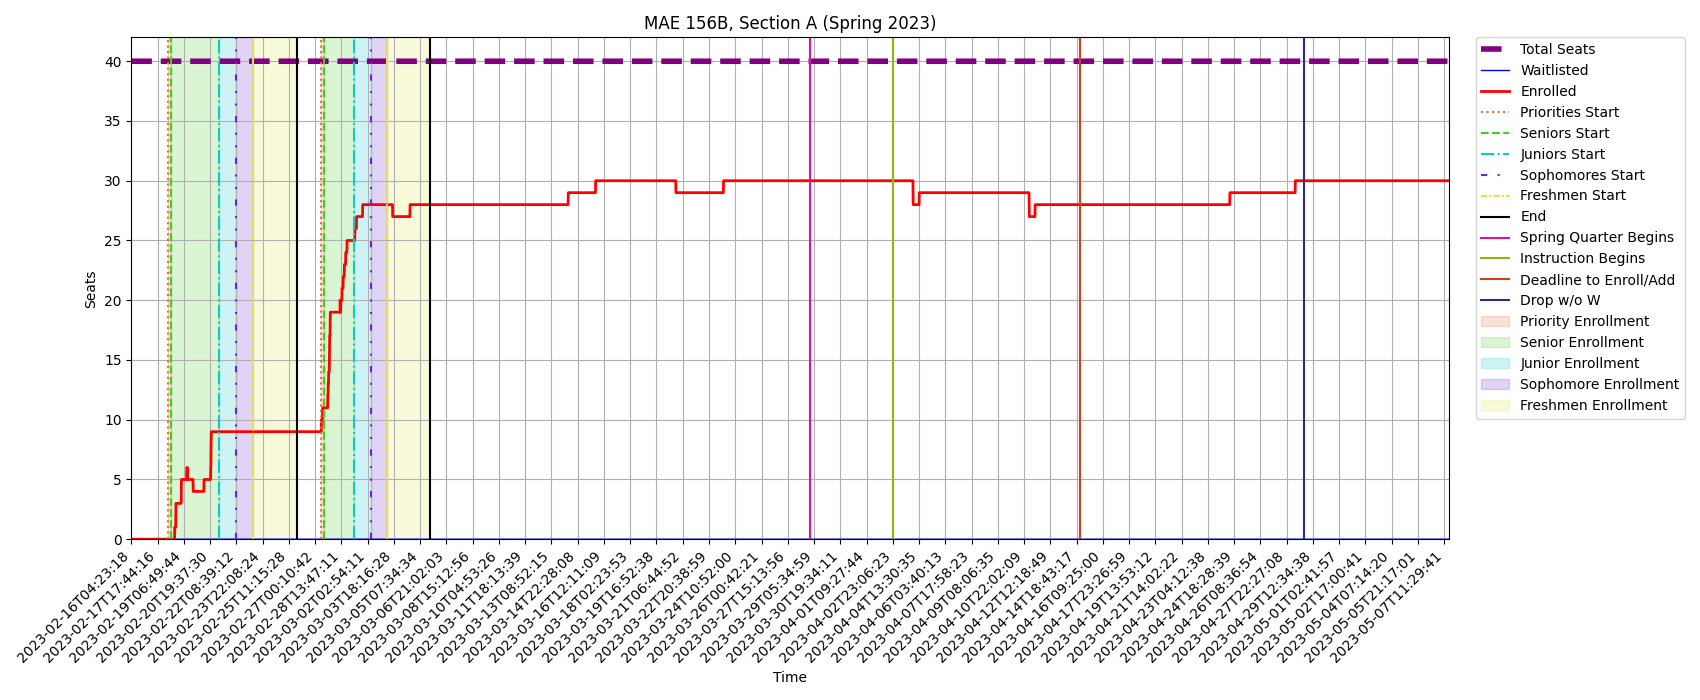 MAE 156B, Section A (Spring 2023)
Seats
40
35
30
25
20
15
10
5
0
2023-02-16T04:23:18
2023-02-17T17:44:16
2023-02-19T06:49:44
2023-02-20T19:37:30
2023-02-22T08:39:12
2023-02-23T22:08:24
2023-02-25T11:15:28
2023-02-27T00:10:42
2023-02-28T13:47:11
2023-03-02T02:54:11
2023-03-03T18:16:28
2023-03-05T07:34:34
2023-03-06T21:02:03
2023-03-08T15:12:56
2023-03-10T04:53:26
2023-03-11T18:13:39
2023-03-13T08:52:15
2023-03-14T22:28:08
2023-03-16T12:11:09
2023-03-18T02:23:53
2023-03-19T16:52:38
2023-03-21T06:44:52
2023-03-22T20:38:59
2023-03-24T10:52:00
2023-03-26T00:42:21
2023-03-27T15:13:56
2023-03-29T05:34:59
2023-03-30T19:34:11
2023-04-01T09:27:44
2023-04-02T23:06:23
2023-04-04T13:30:35
2023-04-06T03:40:13
2023-04-07T17:58:23
2023-04-09T08:06:35
2023-04-10T22:02:09
2023-04-12T12:18:49
2023-04-14T18:43:17
2023-04-16T09:25:00
2023-04-17T23:26:59
2023-04-19T13:53:12
2023-04-21T14:02:22
2023-04-23T04:12:38
2023-04-24T18:28:39
2023-04-26T08:36:54
2023-04-27T22:27:08
2023-04-29T12:34:38
2023-05-01T02:41:57
2023-05-02T17:00:41
2023-05-04T07:14:20
2023-05-05T21:17:01
2023-05-07T11:29:41
Time
Total Seats
Waitlisted
Enrolled
Priorities Start
Seniors Start
Juniors Start
Sophomores Start
Freshmen Start
End
Spring Quarter Begins
Instruction Begins
Deadline to Enroll/Add
Drop w/o W
Priority Enrollment
Senior Enrollment
Junior Enrollment
Sophomore Enrollment
Freshmen Enrollment